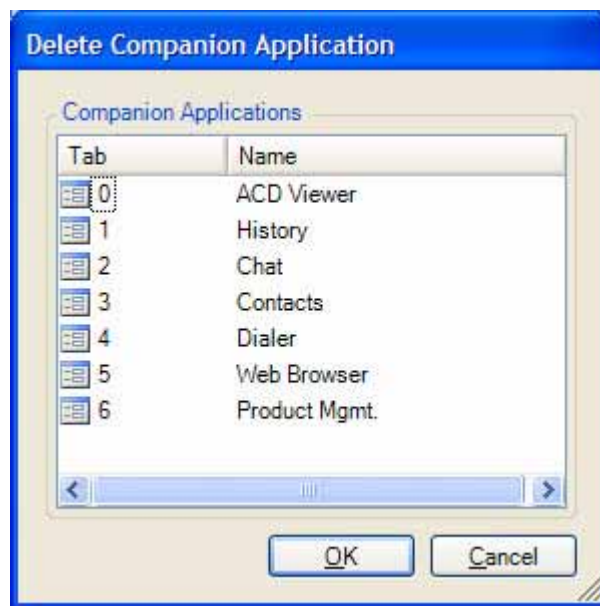 Delete Companion Application
Companion Applications
Tab Name
0 ACD Viewer
1 History
2 Chat
3 Contacts
4 Dialer
5 Web Browser
6 Product Mgmt.
OK Cancel